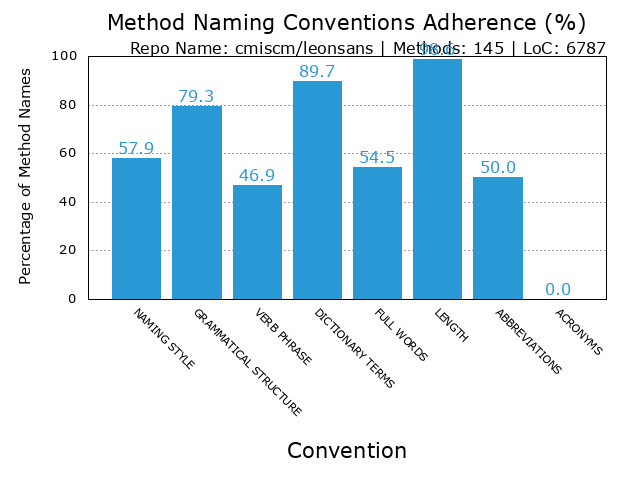 Method Naming Conventions Adherence (%)
Repo Name: cmiscm/leonsans | Methods: 145 | LoC: 6787
Percentage of Method Names
100
80
60
40
20
0
57.9
79.3
46.9
89.7
54.5
50.0
0.0
NAMING STYLE
GRAMMATICAL STRUCTURE
VERB PHRASE
DICTIONARY TERMS
FULL WORDS
LENGTH
ABBREVIATIONS
ACRONYMS
Convention